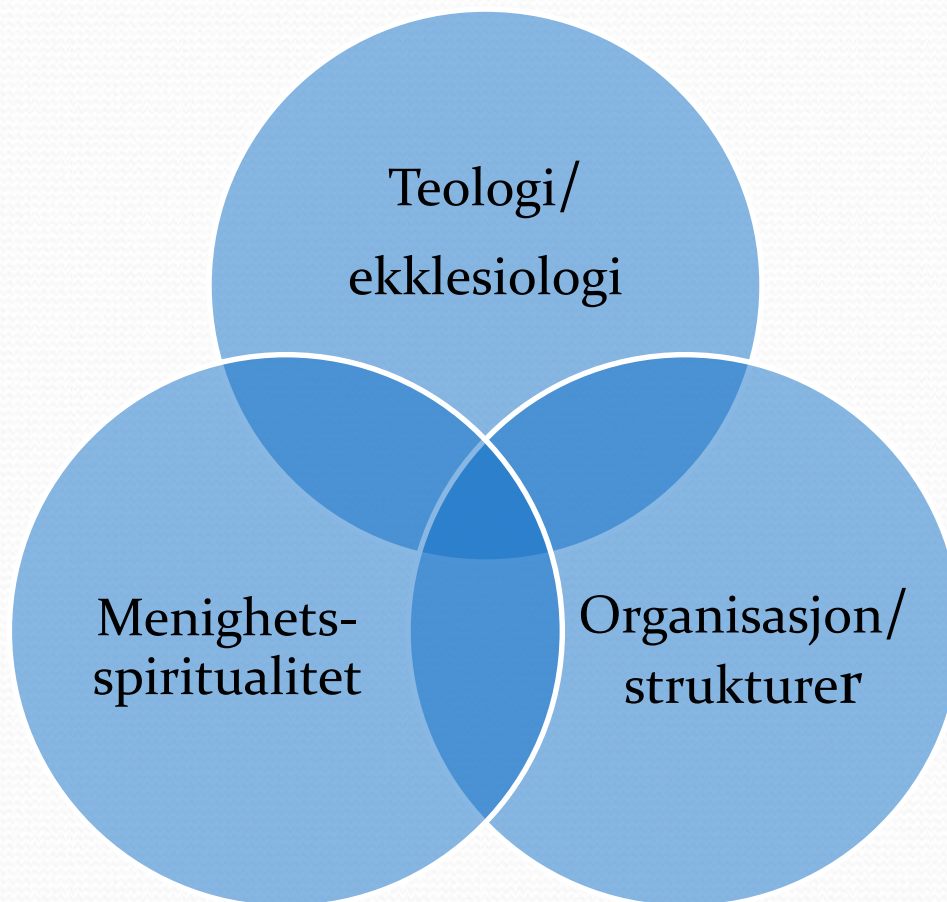 Teologi/
ekklesiologi
Menighets-
spiritualitet
Organisasjon/
strukturer